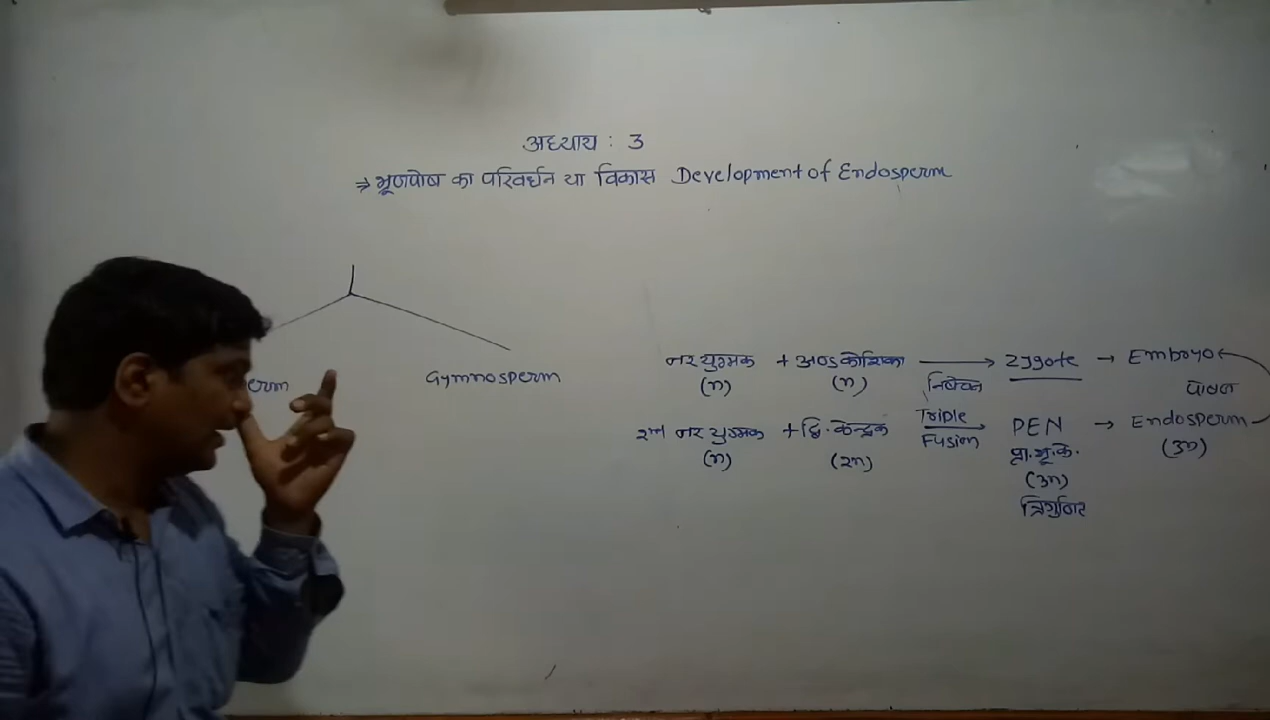 अध्याय : 3
⇒ भ्रूणपोष का परिवर्धन या विकास Development of Endosperm
erm Gymnosperm
नर युग्मक + अण्डकोशिका → Zygote → Embryo
(n) (n) निषेचन पोषण
2nd नर युग्मक + द्वि. केन्द्रक Triple Fusion → PEN → Endosperm
(n) (2n) प्रा.भ्रू.के. (3n)
(3n)
त्रिगुणित